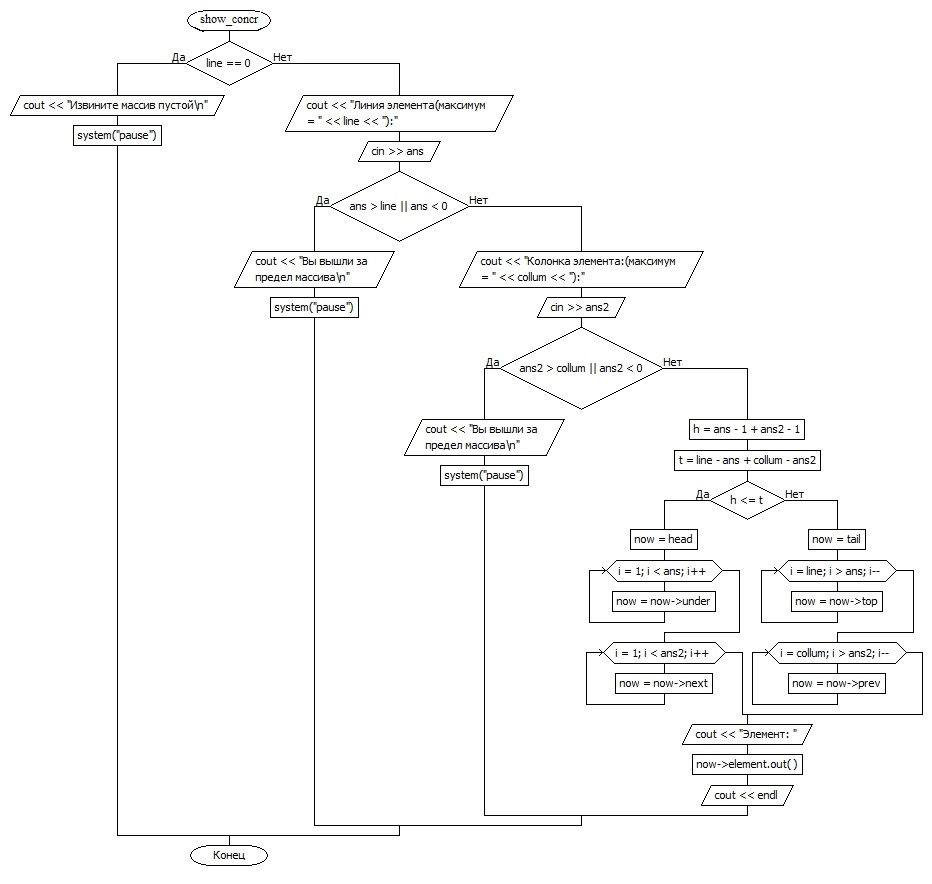 show_concr
line == 0
Да
Нет
cout << "Извините массив пустой\n"
system("pause")
cout << "Линия элемента(максимум
= " << line << "):"
cin >> ans
ans > line || ans < 0
Да
Нет
cout << "Вы вышли за
предел массива\n"
system("pause")
cout << "Колонка элемента:(максимум
= " << collum << "):"
cin >> ans2
ans2 > collum || ans2 < 0
Да
Нет
cout << "Вы вышли за
предел массива\n"
system("pause")
h = ans - 1 + ans2 - 1
t = line - ans + collum - ans2
h <= t
Да
Нет
now = head
i = 1; i < ans; i++
now = now->under
i = 1; i < ans2; i++
now = now->next
now = tail
i = line; i > ans; i--
now = now->top
i = collum; i > ans2; i--
now = now->prev
cout << "Элемент: "
now->element.out( )
cout << endl
Конец